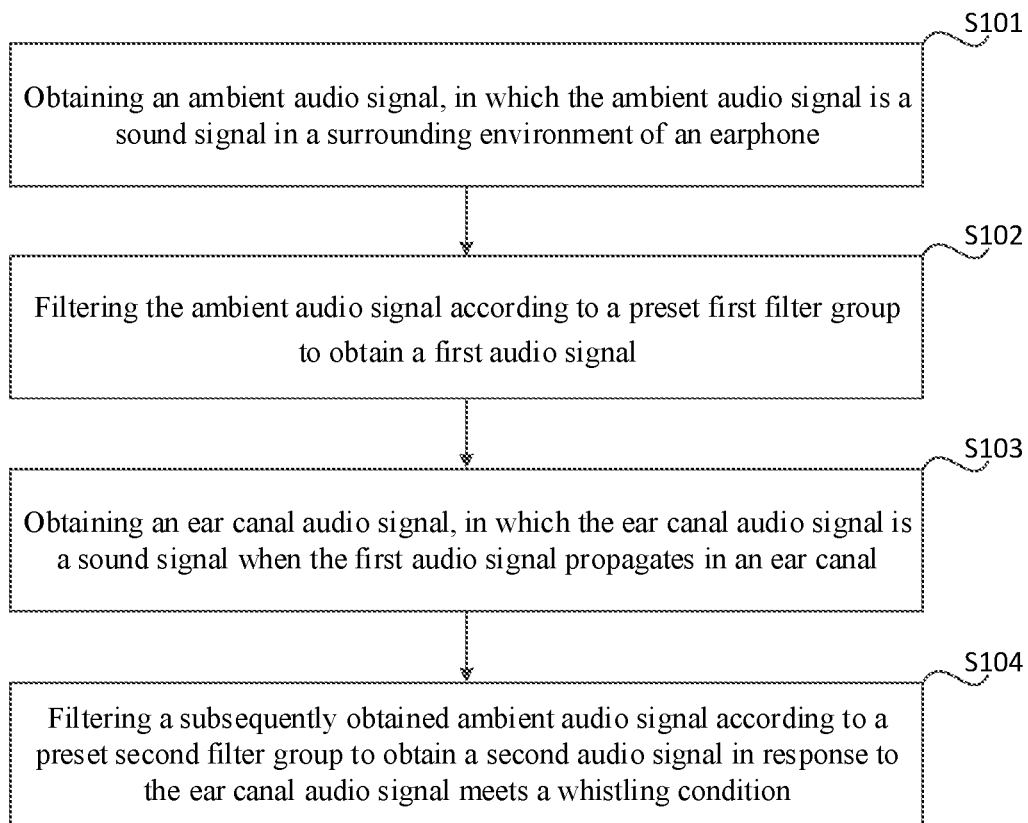 S101
Obtaining an ambient audio signal, in which the ambient audio signal is a
sound signal in a surrounding environment of an earphone
S102
Filtering the ambient audio signal according to a preset first filter group
to obtain a first audio signal
S103
Obtaining an ear canal audio signal, in which the ear canal audio signal is
a sound signal when the first audio signal propagates in an ear canal
S104
Filtering a subsequently obtained ambient audio signal according to a
preset second filter group to obtain a second audio signal in response to
the ear canal audio signal meets a whistling condition